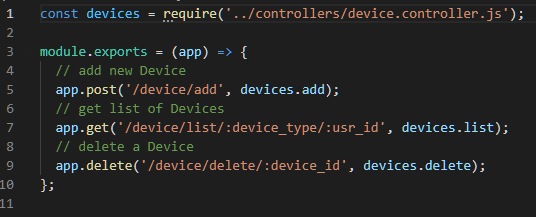 1 const devices = require('../controllers/device.controller.js');
2
3 module.exports = (app) => {
4 // add new Device
5 app.post('/device/add', devices.add);
6 // get list of Devices
7 app.get('/device/list/:device_type/:usr_id', devices.list);
8 // delete a Device
9 app.delete('/device/delete/:device_id', devices.delete);
10 };
11